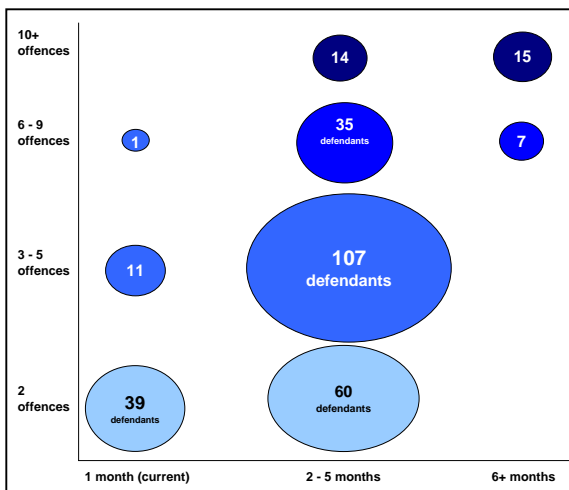 10+
offences
14
15
6 - 9
offences
1
35
defendants
7
3 - 5
offences
11
107
defendants
2
offences
39
defendants
60
defendants
1 month (current)
2 - 5 months
6+ months